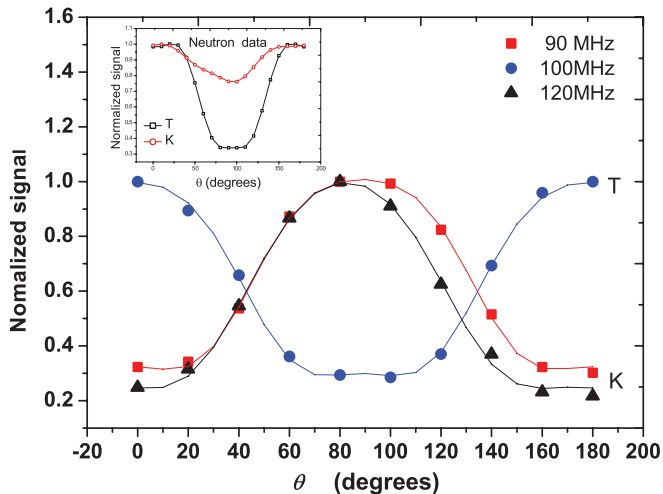 1.6
1.4
1.2
1.0
0.8
0.6
0.4
0.2
-20 0 20 40 60 80 100 120 140 160 180 200
θ (degrees)
Nomalized signal
90 MHz
100MHz
120MHz
T
K
Neutron data
1.0
0.9
0.8
0.7
0.6
0.5
0.4
0.3
-50 0 50 100 150 200
θ (degrees)
Normalized signal
T
K